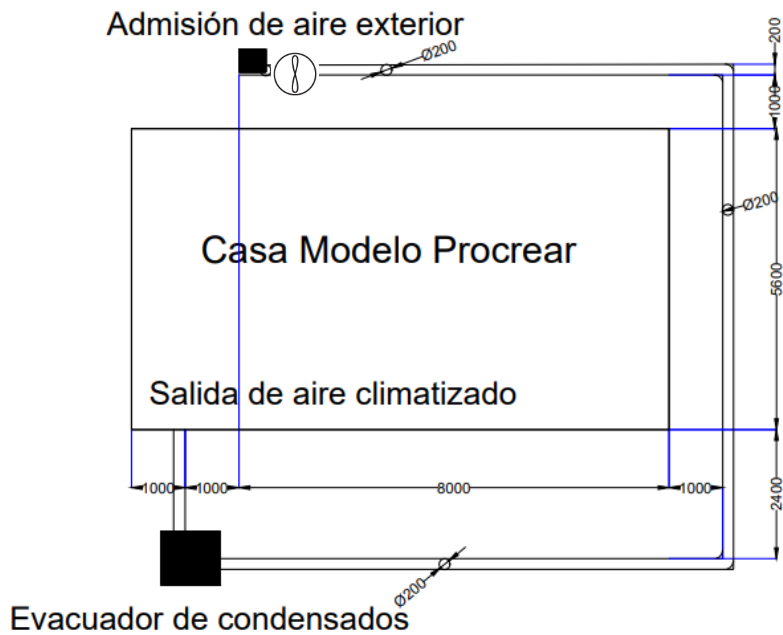 Admisión de aire exterior
Ø200
200
1000
Casa Modelo Procrear
Ø200
5600
Salida de aire climatizado
1000
1000
8000
1000
2400
Ø200
Evacuador de condensados